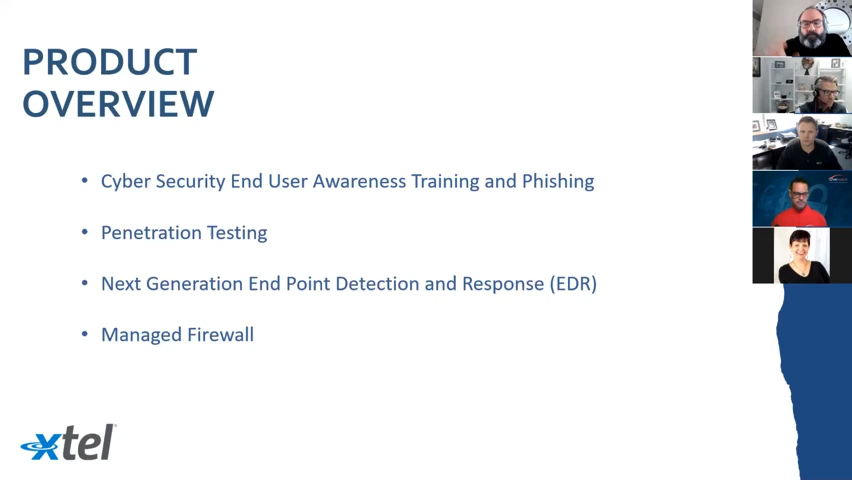 PRODUCT
OVERVIEW
• Cyber Security End User Awareness Training and Phishing
• Penetration Testing
• Next Generation End Point Detection and Response (EDR)
• Managed Firewall
xtel